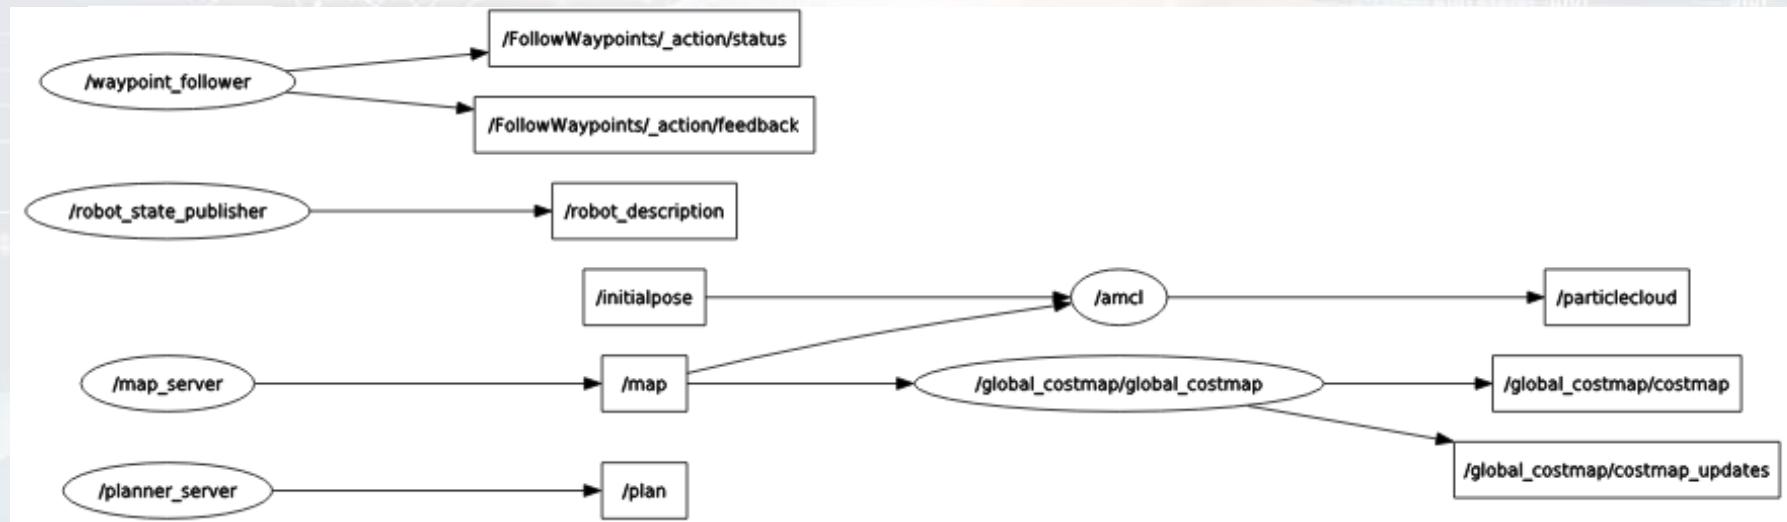 /FollowWaypoints/_action/status
/waypoint_follower
/FollowWaypoints/_action/feedback
/robot_state_publisher
/robot_description
/initialpose
/amcl
/particlecloud
/map_server
/map
/global_costmap/global_costmap
/global_costmap/costmap
/global_costmap/costmap_updates
/planner_server
/plan